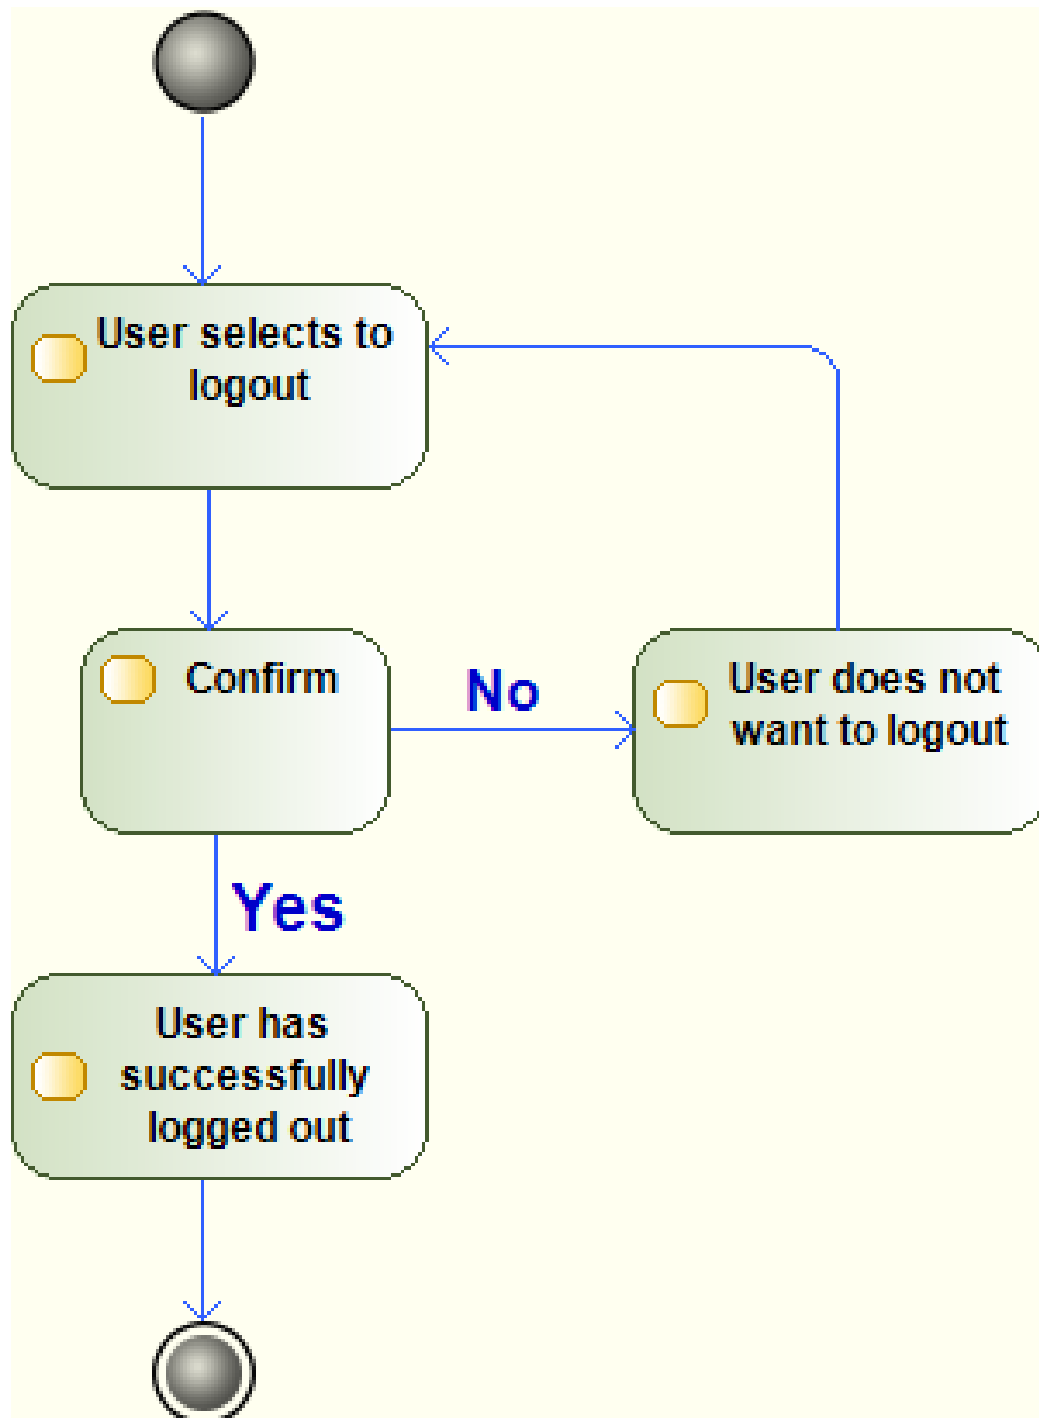 User selects to
logout
Confirm
No
User does not
want to logout
Yes
User has
successfully
logged out